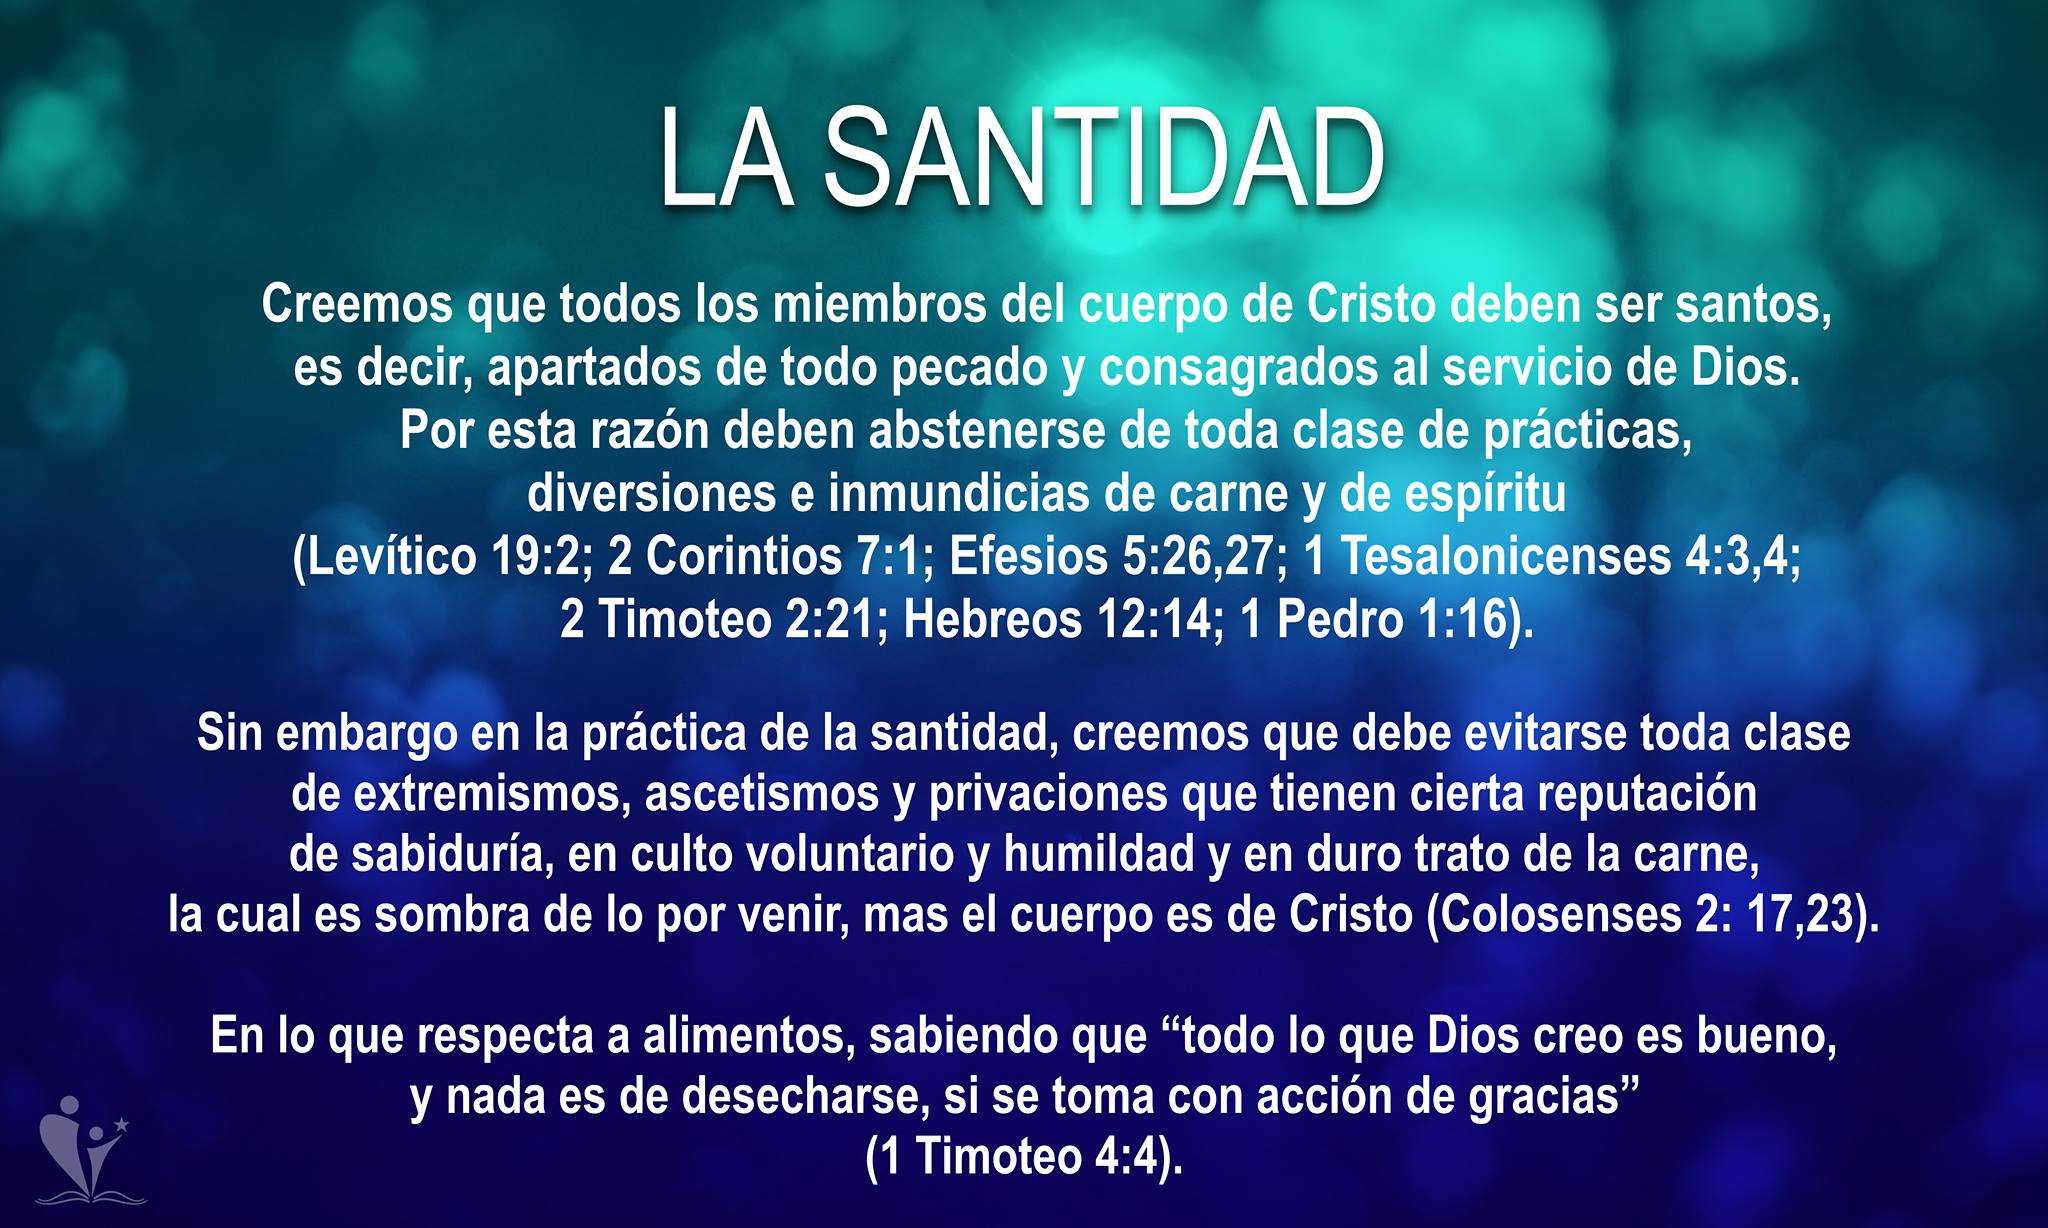 LA SANTIDAD
Creemos que todos los miembros del cuerpo de Cristo deben ser santos,
es decir, apartados de todo pecado y consagrados al servicio de Dios.
Por esta razón deben abstenerse de toda clase de prácticas,
diversiones e inmundicias de carne y de espíritu
(Levítico 19:2; 2 Corintios 7:1; Efesios 5:26,27; 1 Tesalonicenses 4:3,4;
2 Timoteo 2:21; Hebreos 12:14; 1 Pedro 1:16).
Sin embargo en la práctica de la santidad, creemos que debe evitarse toda clase
de extremismos, ascetismos y privaciones que tienen cierta reputación
de sabiduría, en culto voluntario y humildad y en duro trato de la carne,
la cual es sombra de lo por venir, mas el cuerpo es de Cristo (Colosenses 2: 17,23).
En lo que respecta a alimentos, sabiendo que “todo lo que Dios creo es bueno,
y nada es de desecharse, si se toma con acción de gracias”
(1 Timoteo 4:4).